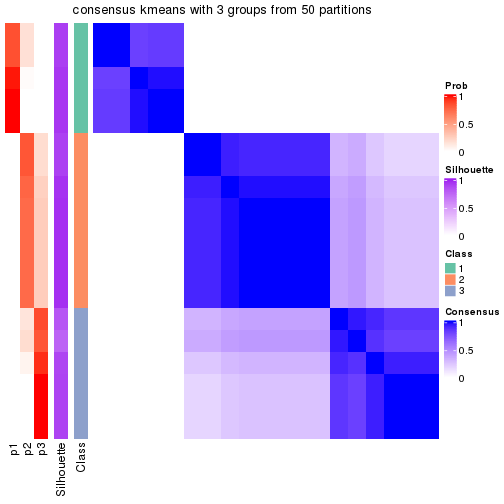 consensus kmeans with 3 groups from 50 partitions
Prob
1
0.5
0
Silhouette
1
0.5
0
Class
1
2
3
Consensus
1
0.5
0
p1
p2
p3
Silhouette
Class